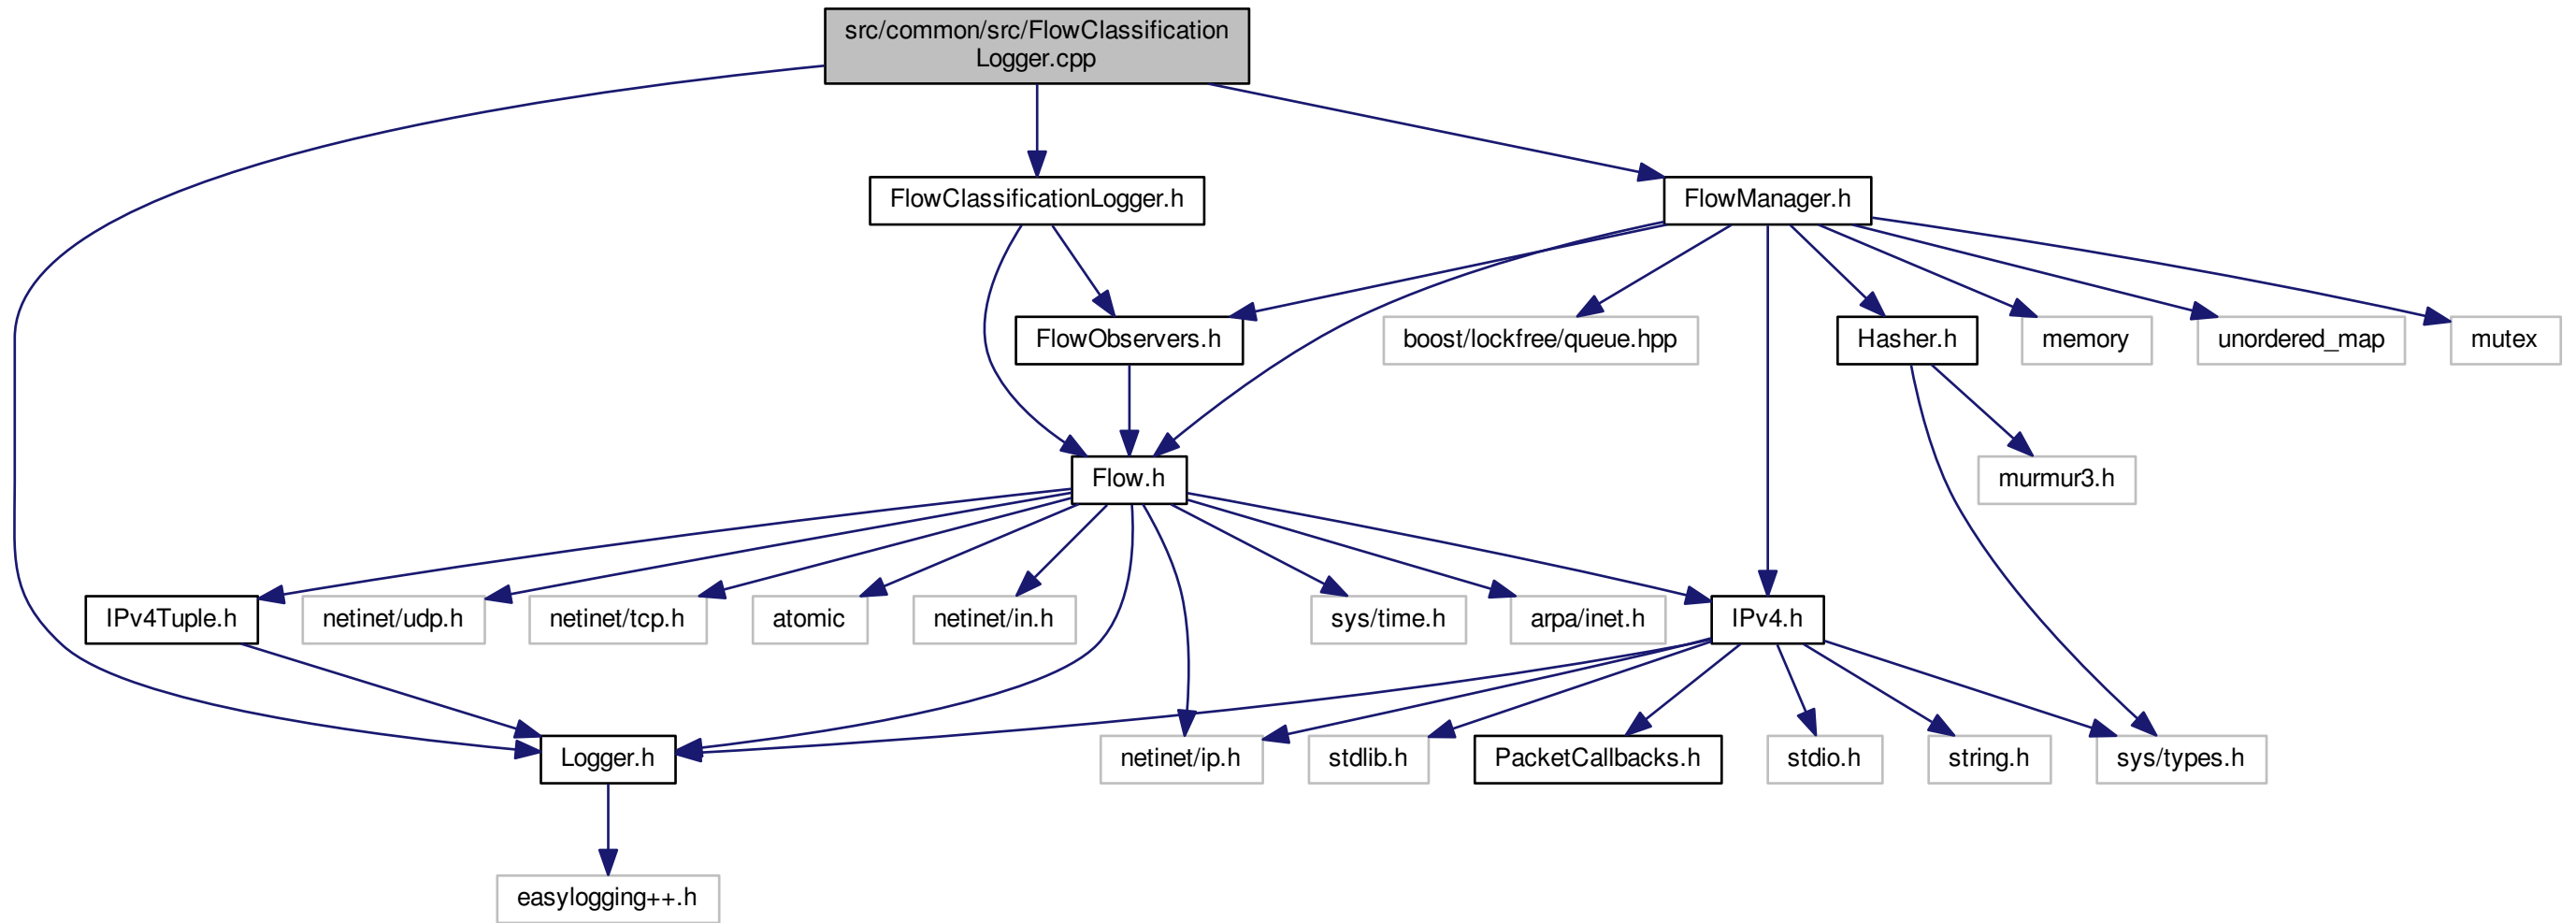 src/common/src/FlowClassification
Logger.cpp
FlowClassificationLogger.h
FlowManager.h
FlowObservers.h
boost/lockfree/queue.hpp
Hasher.h
memory
unordered_map
mutex
Flow.h
murmur3.h
IPv4Tuple.h
netinet/udp.h
netinet/tcp.h
atomic
netinet/in.h
sys/time.h
arpa/inet.h
IPv4.h
Logger.h
netinet/ip.h
stdlib.h
PacketCallbacks.h
stdio.h
string.h
sys/types.h
easylogging++.h